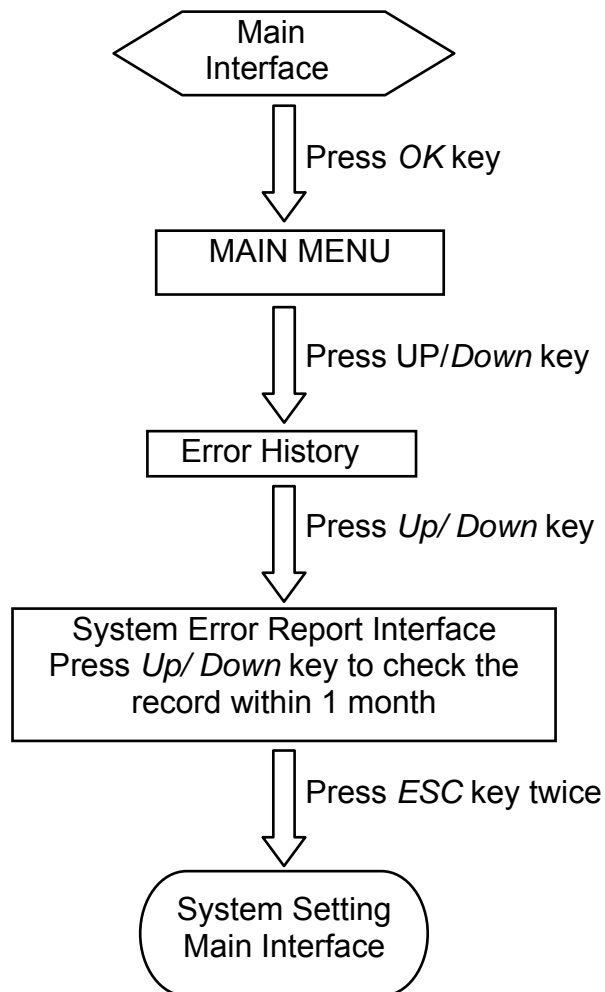 Main
Interface
Press OK key
MAIN MENU
Press UP/Down key
Error History
Press Up/ Down key
System Error Report Interface
Press Up/ Down key to check the
record within 1 month
Press ESC key twice
System Setting
Main Interface